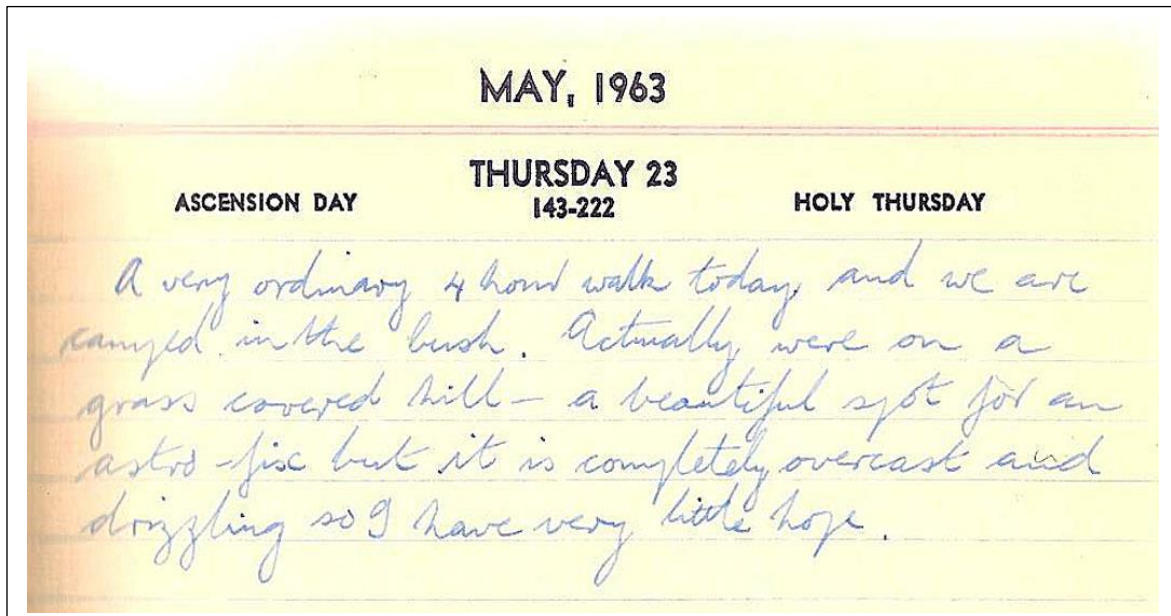 MAY, 1963
THURSDAY 23
ASCENSION DAY 143-222 HOLY THURSDAY
A very ordinary 4 hour walk today and we are
camped in the bush. Actually were on a
grass covered hill - a beautiful spot for an
astro-fix but it is completely overcast and
drizzling so I have very little hope.